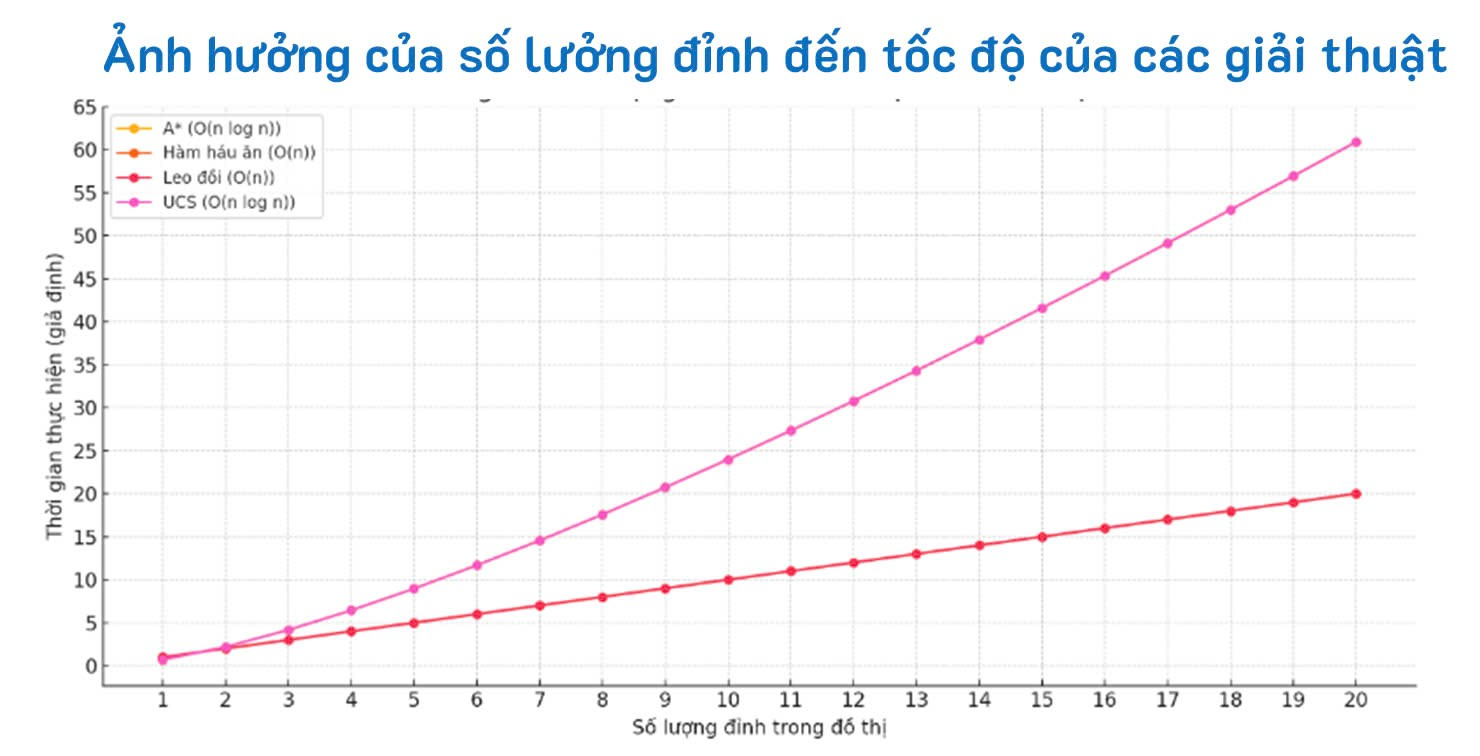 Ảnh hưởng của số lưởng đỉnh đến tốc độ của các giải thuật
A* (O(n log n))
Hàm háu ăn (O(n))
Leo đồi (O(n))
UCS (O(n log n))
Thời gian thực hiện (giả định)
65
60
55
50
45
40
35
30
25
20
15
10
5
0
1 2 3 4 5 6 7 8 9 10 11 12 13 14 15 16 17 18 19 20
Số lượng đỉnh trong đồ thị